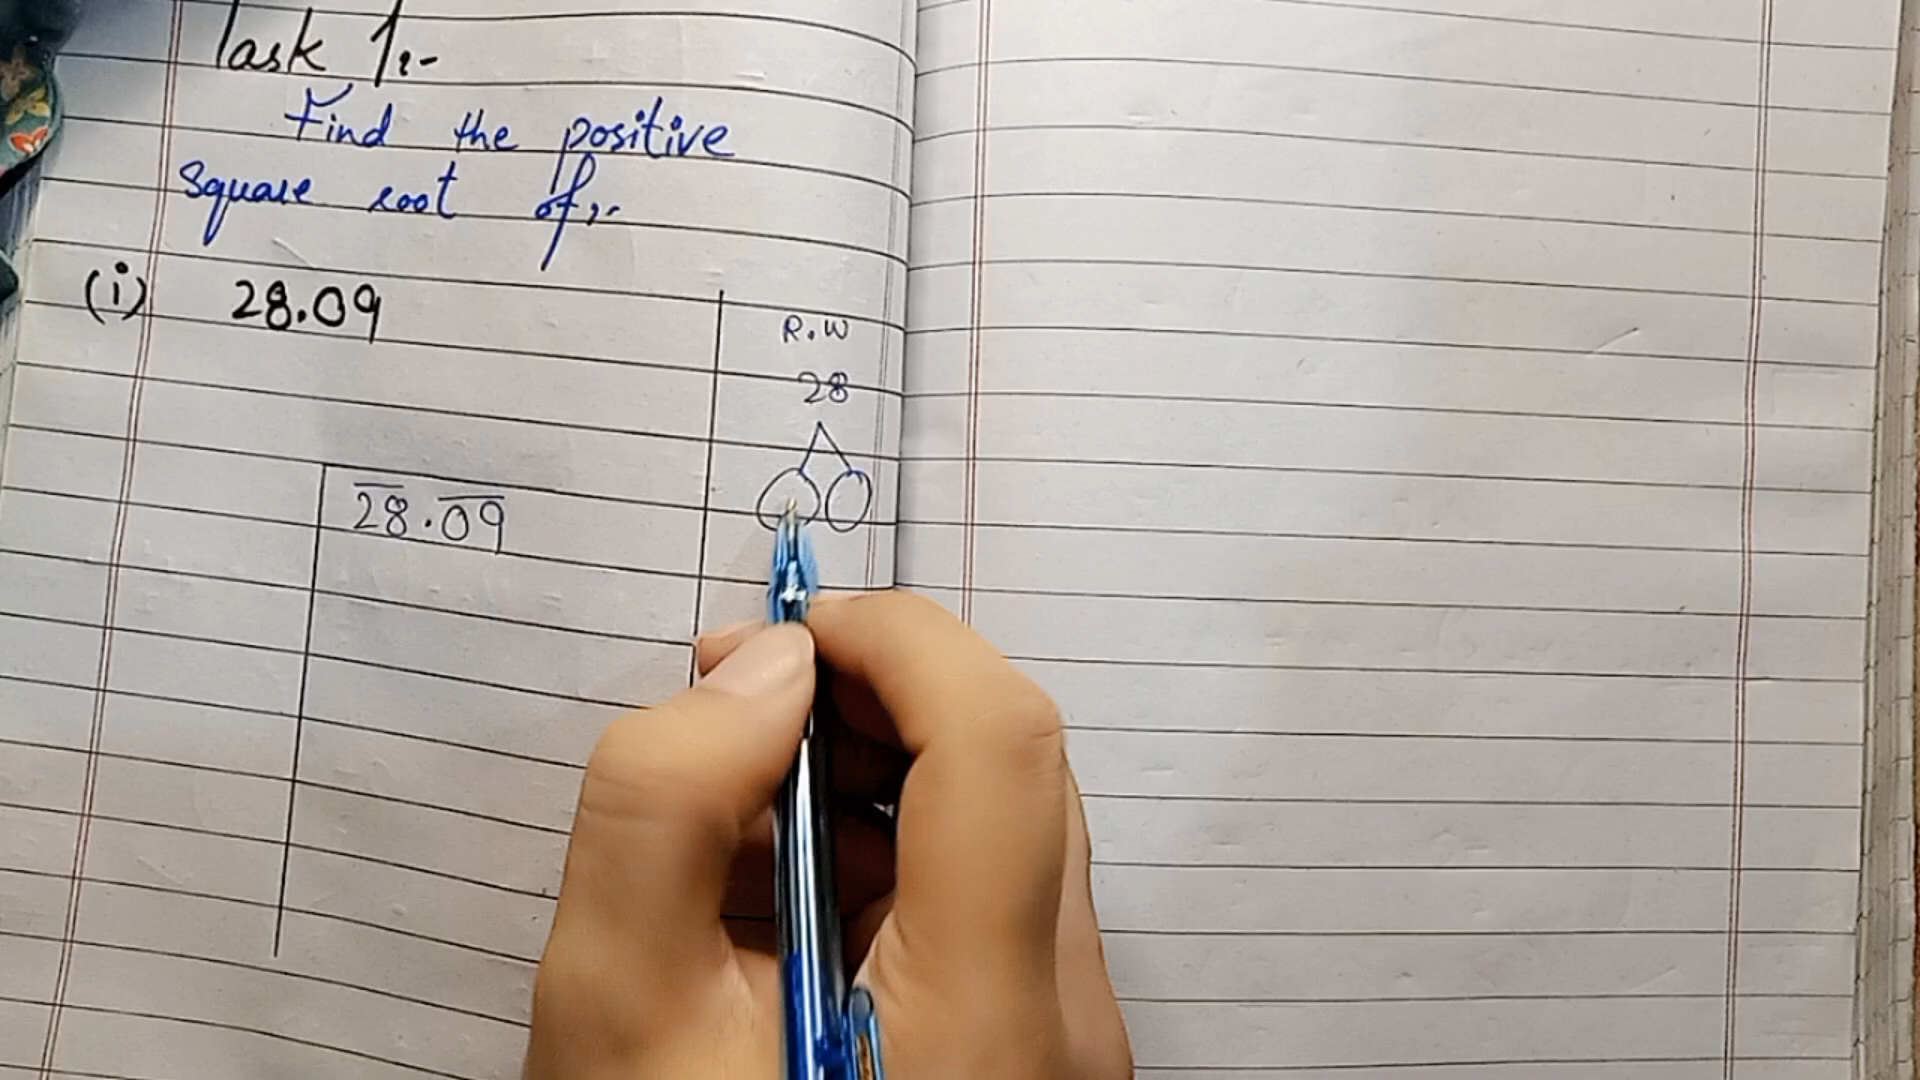 Task 1:-
Find the positive
square root of:-
(i) 28.09
R.W
28
28.09